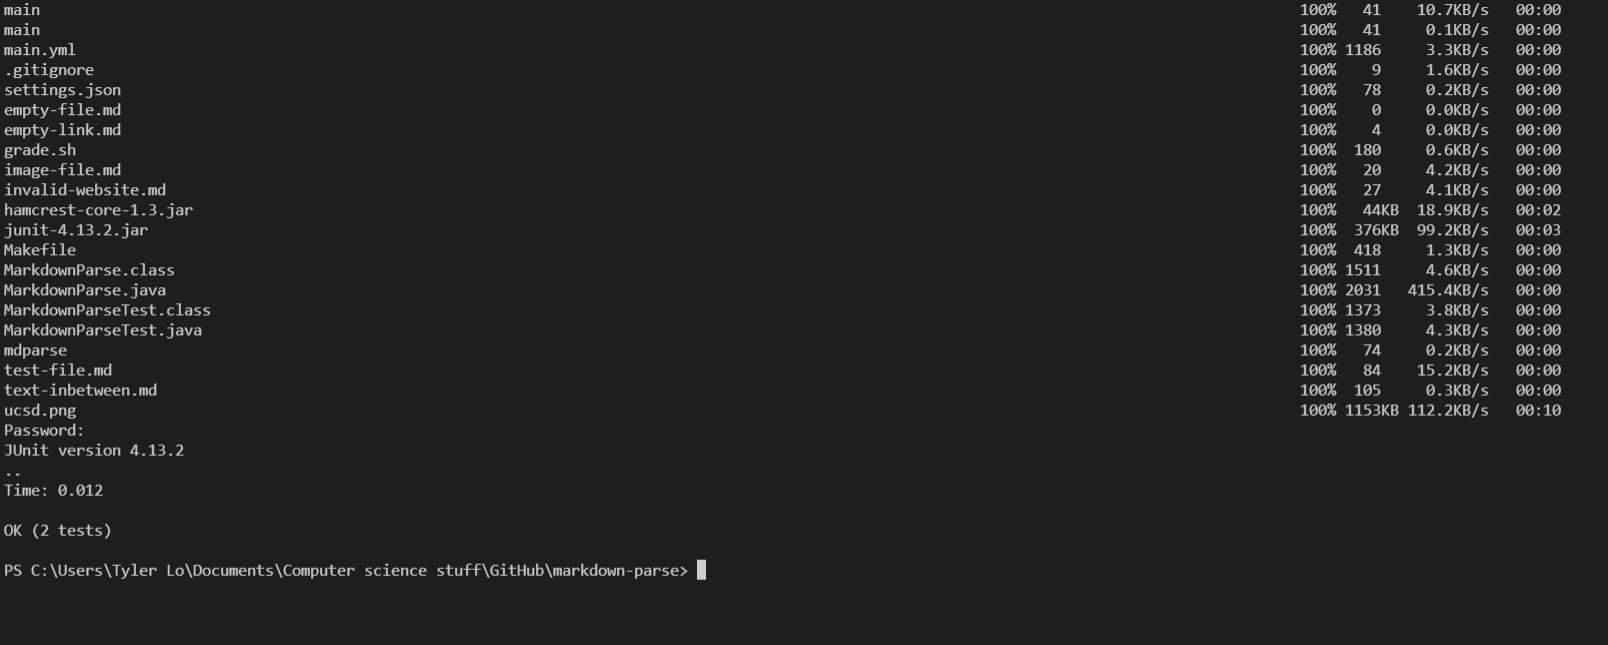 main 100% 41 10.7KB/s 00:00
main 100% 41 0.1KB/s 00:00
main.yml 100% 1186 3.3KB/s 00:00
.gitignore 100% 9 1.6KB/s 00:00
settings.json 100% 78 0.2KB/s 00:00
empty-file.md 100% 0 0.0KB/s 00:00
empty-link.md 100% 4 0.0KB/s 00:00
grade.sh 100% 180 0.6KB/s 00:00
image-file.md 100% 20 4.2KB/s 00:00
invalid-website.md 100% 27 4.1KB/s 00:00
hamcrest-core-1.3.jar 100% 44KB 18.9KB/s 00:02
junit-4.13.2.jar 100% 376KB 99.2KB/s 00:03
Makefile 100% 418 1.3KB/s 00:00
MarkdownParse.class 100% 1511 4.6KB/s 00:00
MarkdownParse.java 100% 2031 415.4KB/s 00:00
MarkdownParseTest.class 100% 1373 3.8KB/s 00:00
MarkdownParseTest.java 100% 1380 4.3KB/s 00:00
mdparse 100% 74 0.2KB/s 00:00
test-file.md 100% 84 15.2KB/s 00:00
text-inbetween.md 100% 105 0.3KB/s 00:00
ucsd.png 100% 1153KB 112.2KB/s 00:10
Password:
JUnit version 4.13.2
..
Time: 0.012
OK (2 tests)
PS C:\Users\Tyler Lo\Documents\Computer science stuff\GitHub\markdown-parse>